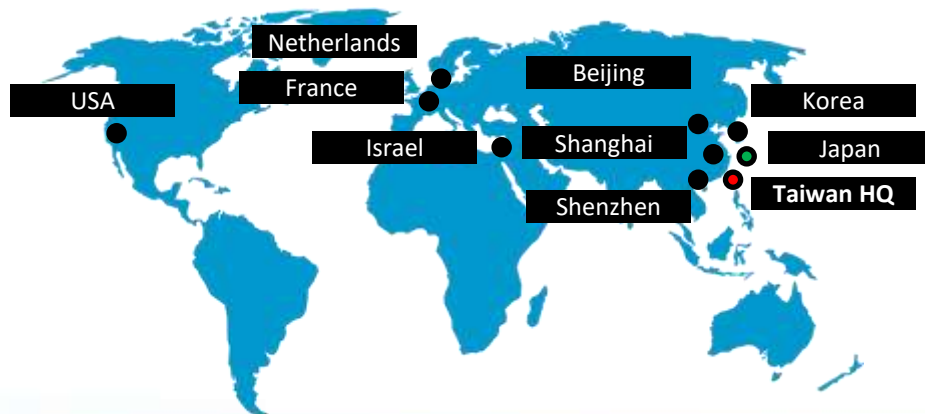 Netherlands
Beijing
France
USA
Korea
Israel
Shanghai
Japan
Shenzhen
Taiwan HQ